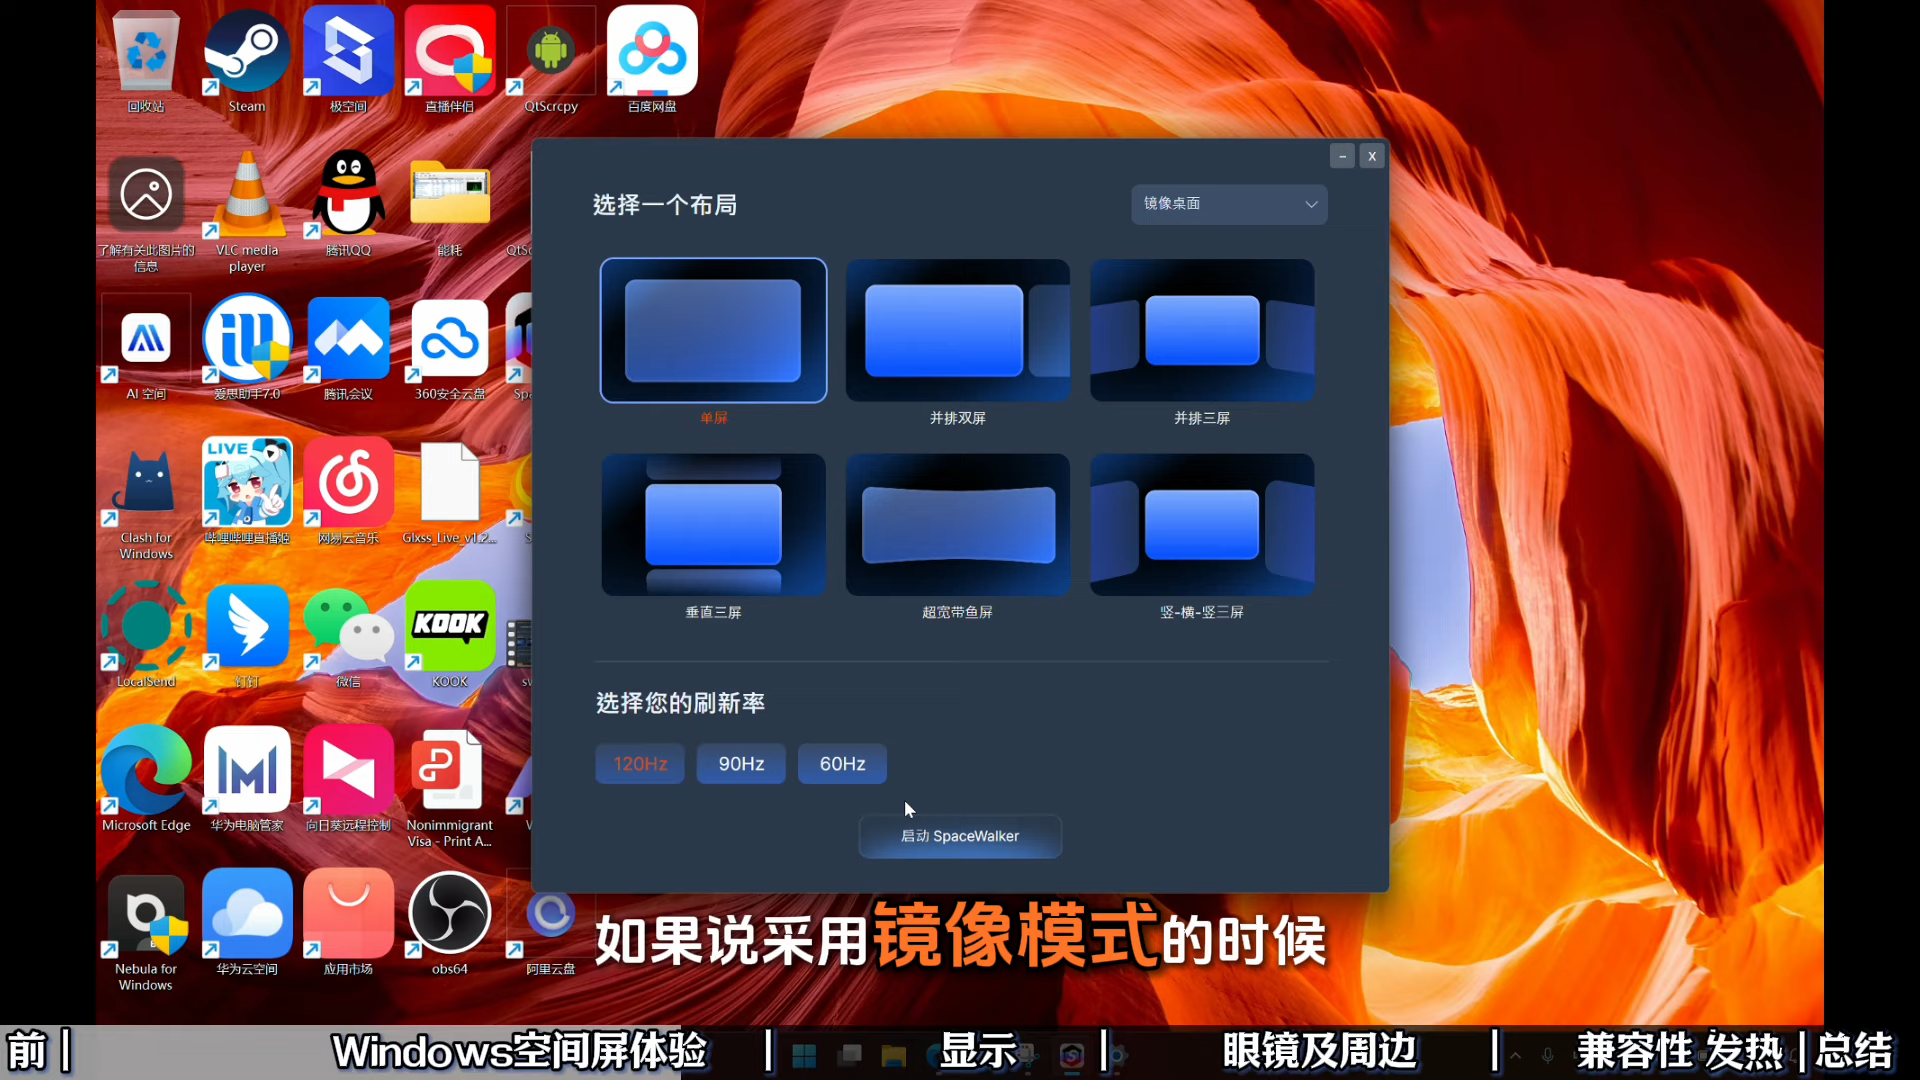 回收站
Steam
极空间
直播伴侣
QtScrcpy
百度网盘
了解有关此图片的
信息
VLC media
player
腾讯QQ
能耗
AI 空间
爱思助手7.0
腾讯会议
360安全云盘
Clash for
Windows
LIVE
哔哩哔哩直播姬
网易云音乐
Glxss_Live_v1.2...
LocalSend
钉钉
微信
KOOK
KOOK
Microsoft Edge
华为电脑管家
向日葵远程控制
Nonimmigrant
Visa - Print A...
Nebula for
Windows
华为云空间
应用市场
obs64
阿里云盘
选择一个布局
镜像桌面
单屏
并排双屏
并排三屏
垂直三屏
超宽带鱼屏
竖-横-竖三屏
选择您的刷新率
120Hz
90Hz
60Hz
启动 SpaceWalker
如果说采用镜像模式的时候
前 | Windows空间屏体验 | 显示 | 眼镜及周边 | 兼容性 发热 | 总结